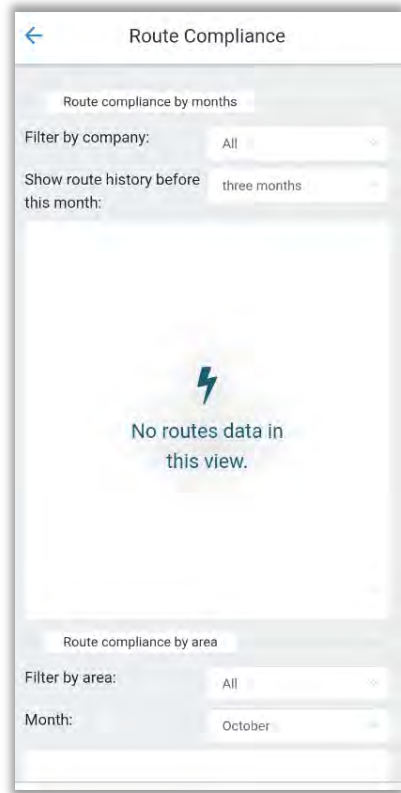 Route Compliance
Route compliance by months
Filter by company:
All
Show route history before
this month:
three months
No routes data in
this view.
Route compliance by area
Filter by area:
All
Month:
October